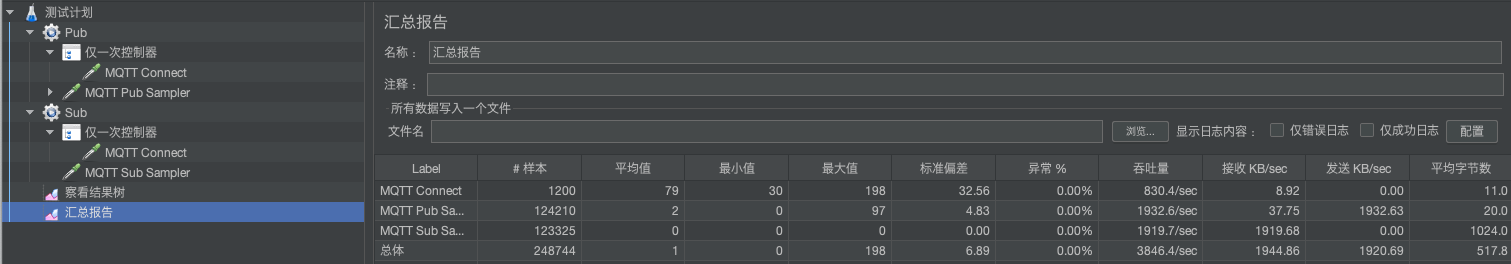 测试计划
Pub
仅一次控制器
MQTT Connect
MQTT Pub Sampler
Sub
仅一次控制器
MQTT Connect
MQTT Sub Sampler
察看结果树
汇总报告
汇总报告
名称： 汇总报告
注释：
所有数据写入一个文件
文件名 浏览... 显示日志内容： 仅错误日志 仅成功日志 配置
Label # 样本 平均值 最小值 最大值 标准偏差 异常 % 吞吐量 接收 KB/sec 发送 KB/sec 平均字节数
MQTT Connect 1200 79 30 198 32.56 0.00% 830.4/sec 8.92 0.00 11.0
MQTT Pub Sa... 124210 2 0 97 4.83 0.00% 1932.6/sec 37.75 1932.63 20.0
MQTT Sub Sa... 123325 0 0 0 0.00 0.00% 1919.7/sec 1919.68 0.00 1024.0
总体 248744 1 0 198 6.89 0.00% 3846.4/sec 1944.86 1920.69 517.8